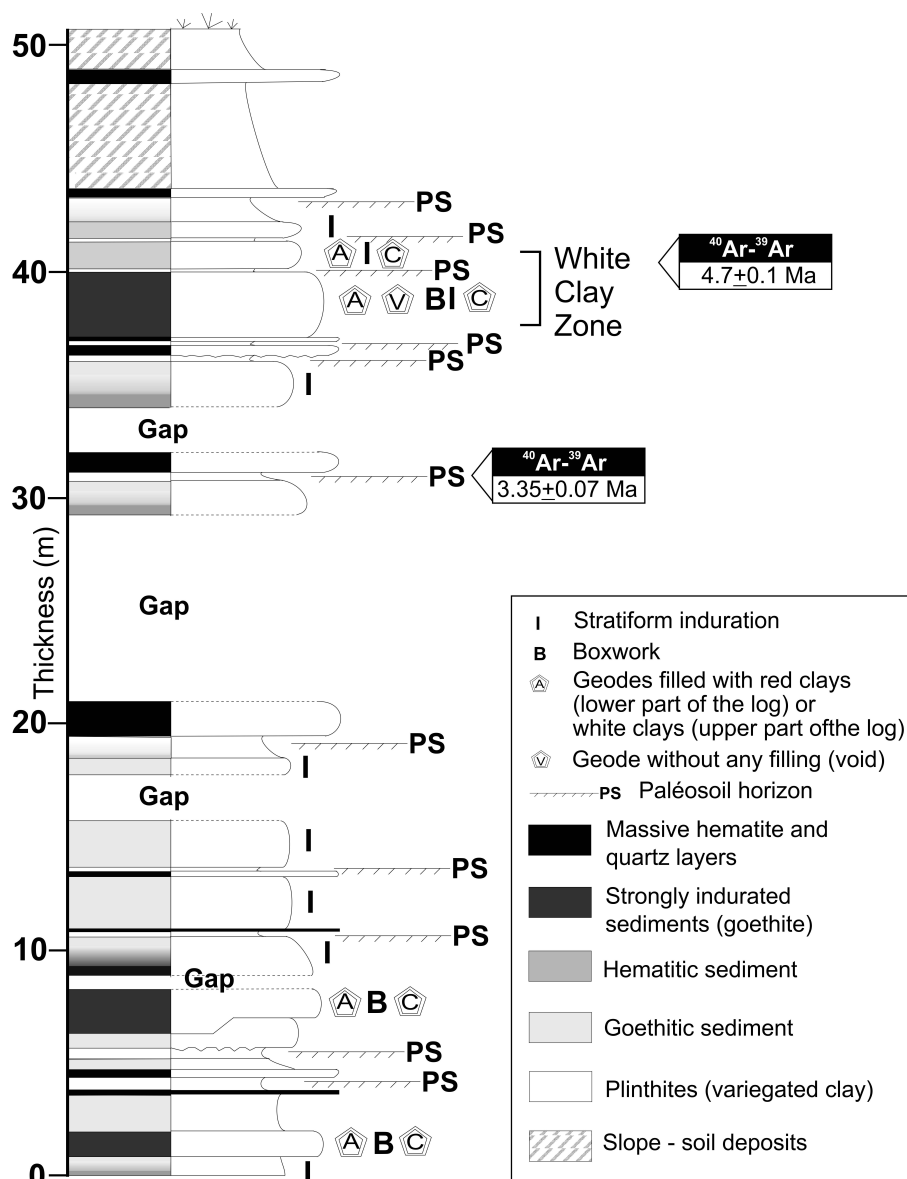 50
PS
I
PS
A I C
40
PS
A V BI C
White
Clay
Zone
⁴⁰Ar-³⁹Ar
4.7±0.1 Ma
PS
PS
I
Gap
⁴⁰Ar-³⁹Ar
3.35±0.07 Ma
PS
30
Thickness (m)
Gap
20
PS
I
Gap
I
PS
I
10
PS
I
Gap
A B C
PS
PS
A B C
0
I
I Stratiform induration
B Boxwork
A Geodes filled with red clays
(lower part of the log) or
white clays (upper part ofthe log)
V Geode without any filling (void)
PS Paléosoil horizon
Massive hematite and
quartz layers
Strongly indurated
sediments (goethite)
Hematitic sediment
Goethitic sediment
Plinthites (variegated clay)
Slope - soil deposits